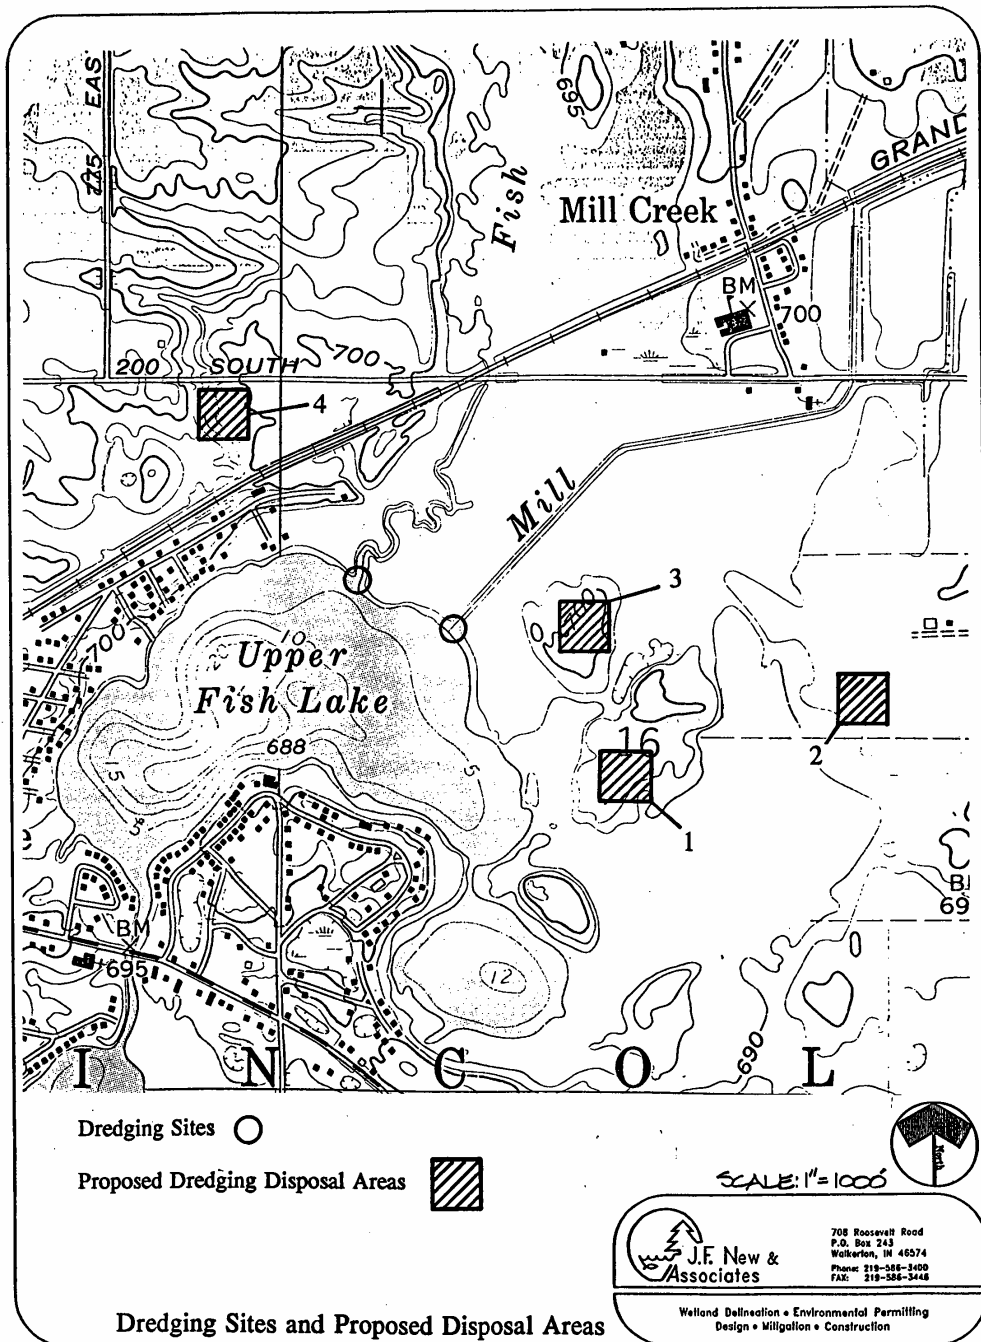 225 EAST
Fish
695
Mill Creek
GRAND
BM
700
200 SOUTH
700
4
Mill
3
700
10
20
Upper
Fish Lake
688
15
5
5
16
2
1
BM
695
12
B
69
690
I N C O L
Dredging Sites
Proposed Dredging Disposal Areas
North
SCALE: 1"=1000'
J.F. New &
Associates
708 Roosevelt Road
P.O. Box 243
Walkerton, IN 46574
Phone: 219-586-3400
FAX: 219-586-3446
Wetland Delineation • Environmental Permitting
Design • Mitigation • Construction
Dredging Sites and Proposed Disposal Areas